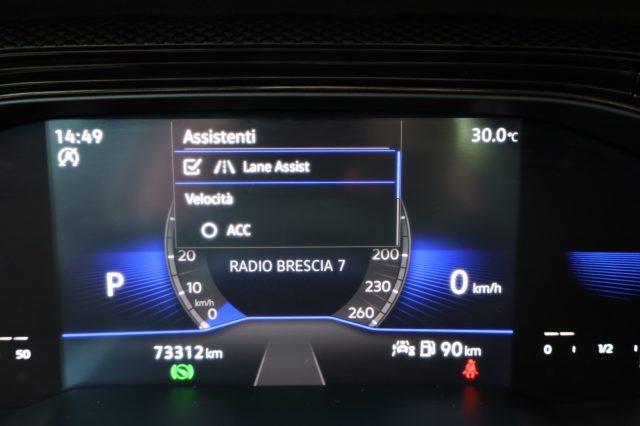 14:49
Assistenti
30.0°C
Lane Assist
Velocità
ACC
20
200
RADIO BRESCIA 7
P
10
230
0 km/h
km/h
0
260
50
73312 km
90 km
0
1/2